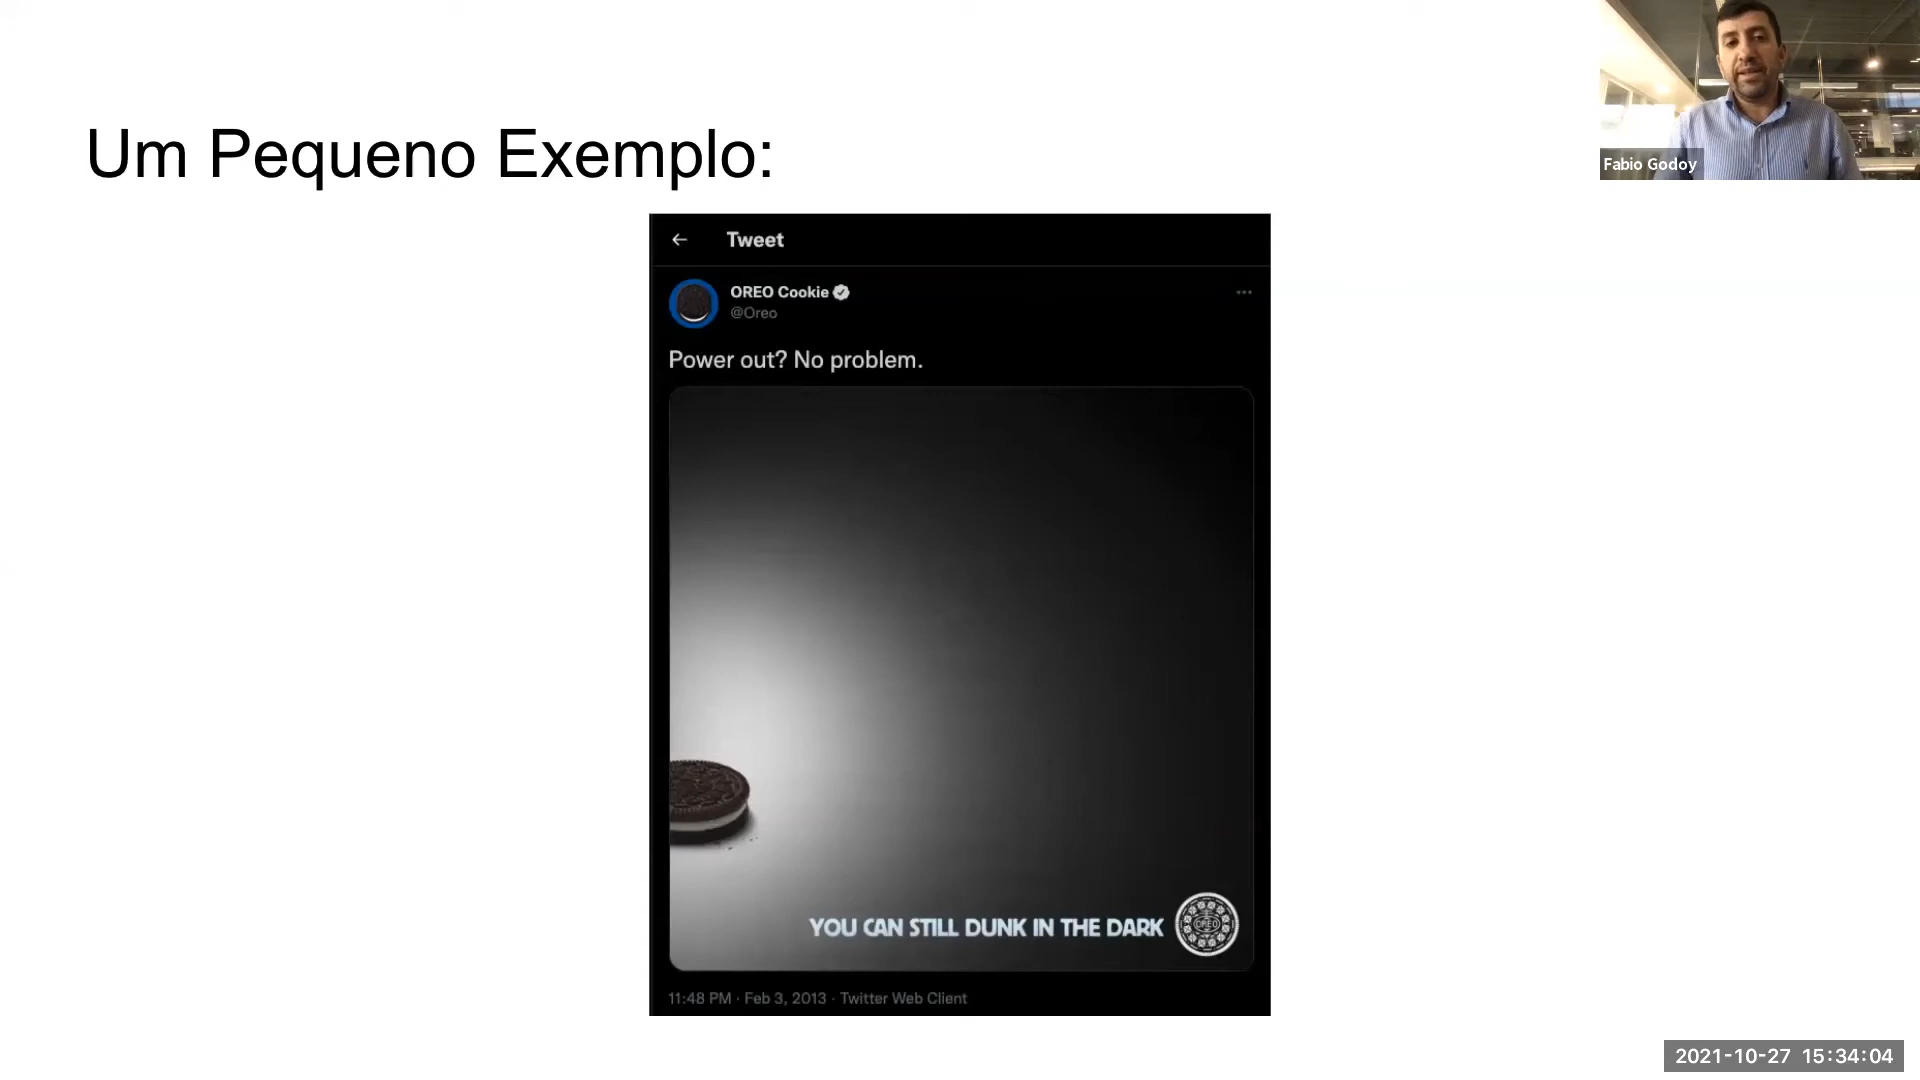 Um Pequeno Exemplo:
Fabio Godoy
Tweet
OREO Cookie
@Oreo
Power out? No problem.
YOU CAN STILL DUNK IN THE DARK
OREO
11:48 PM · Feb 3, 2013 · Twitter Web Client
2021-10-27 15:34:04